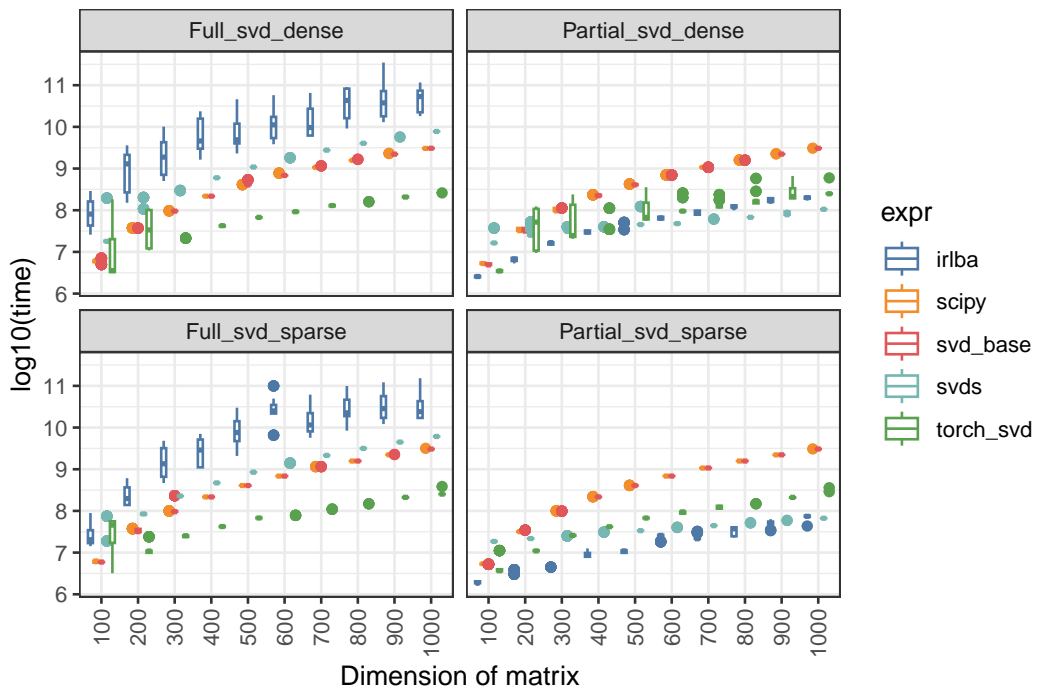 Full_svd_dense
Partial_svd_dense
11
10
9
8
7
6
Full_svd_sparse
Partial_svd_sparse
11
10
9
8
7
6
log10(time)
100 200 300 400 500 600 700 800 900 1000
100 200 300 400 500 600 700 800 900 1000
Dimension of matrix
expr
irlba
scipy
svd_base
svds
torch_svd